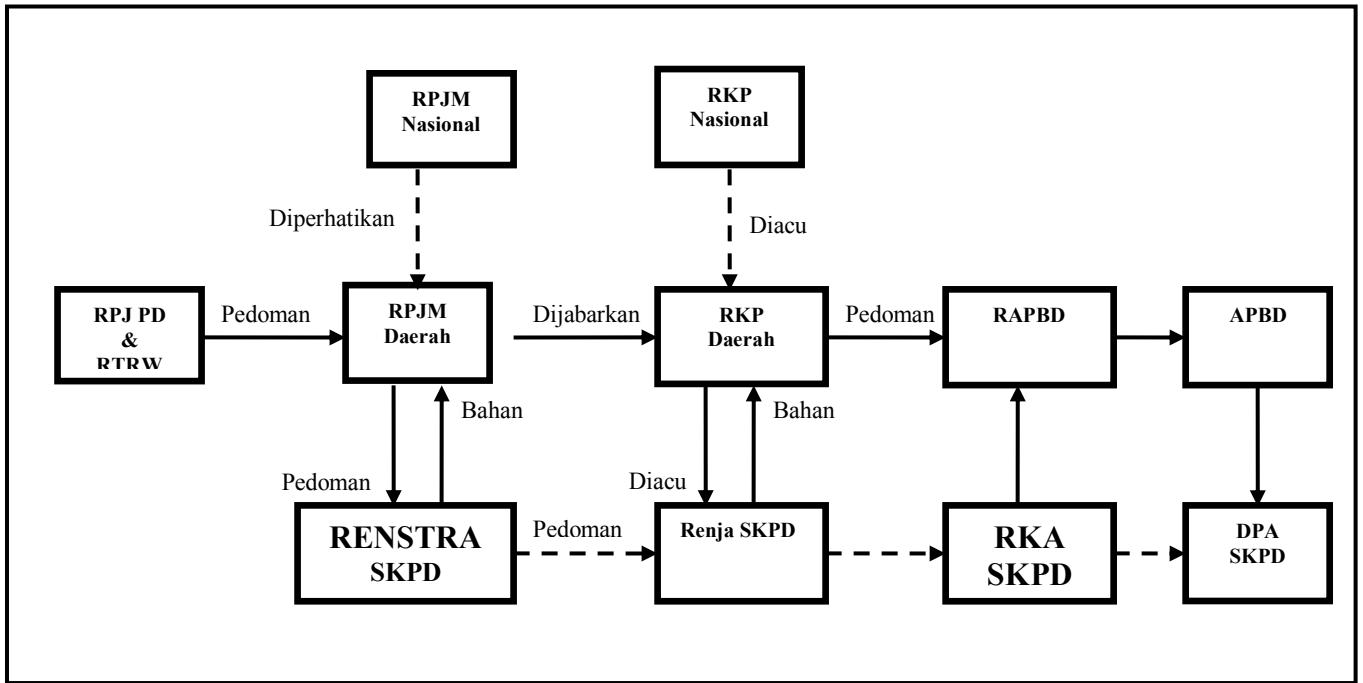 RPJM
Nasional
RKP
Nasional
Diperhatikan
Diacu
RPJ PD
&
RTRW
Pedoman
RPJM
Daerah
Dijabarkan
RKP
Daerah
Pedoman
RAPBD
APBD
Bahan
Bahan
Pedoman
Diacu
RENSTRA
SKPD
Pedoman
Renja SKPD
RKA
SKPD
DPA
SKPD